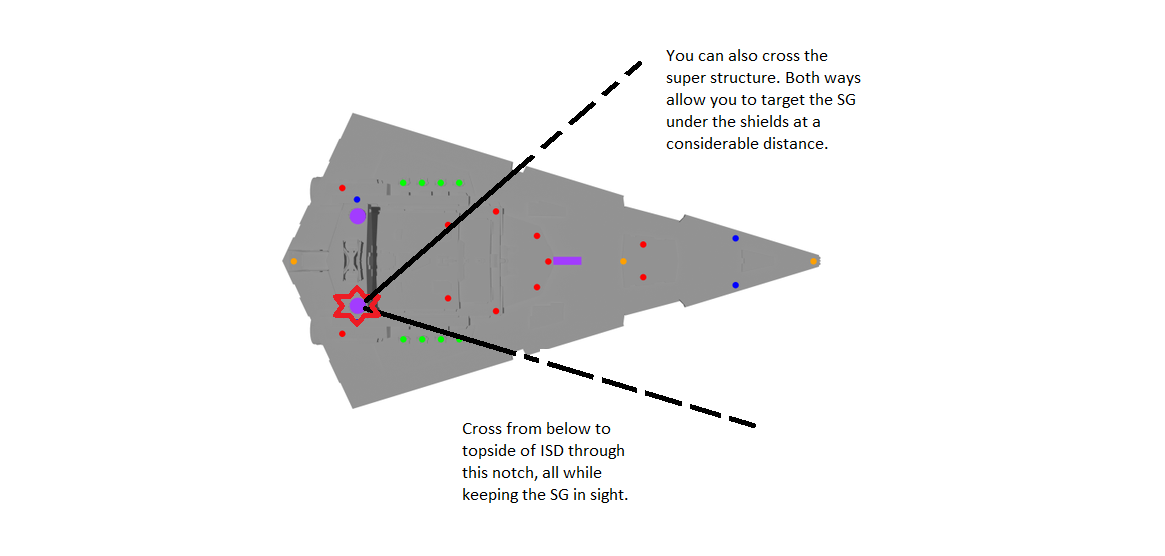 You can also cross the
super structure. Both ways
allow you to target the SG
under the shields at a
considerable distance.
Cross from below to
topside of ISD through
this notch, all while
keeping the SG in sight.